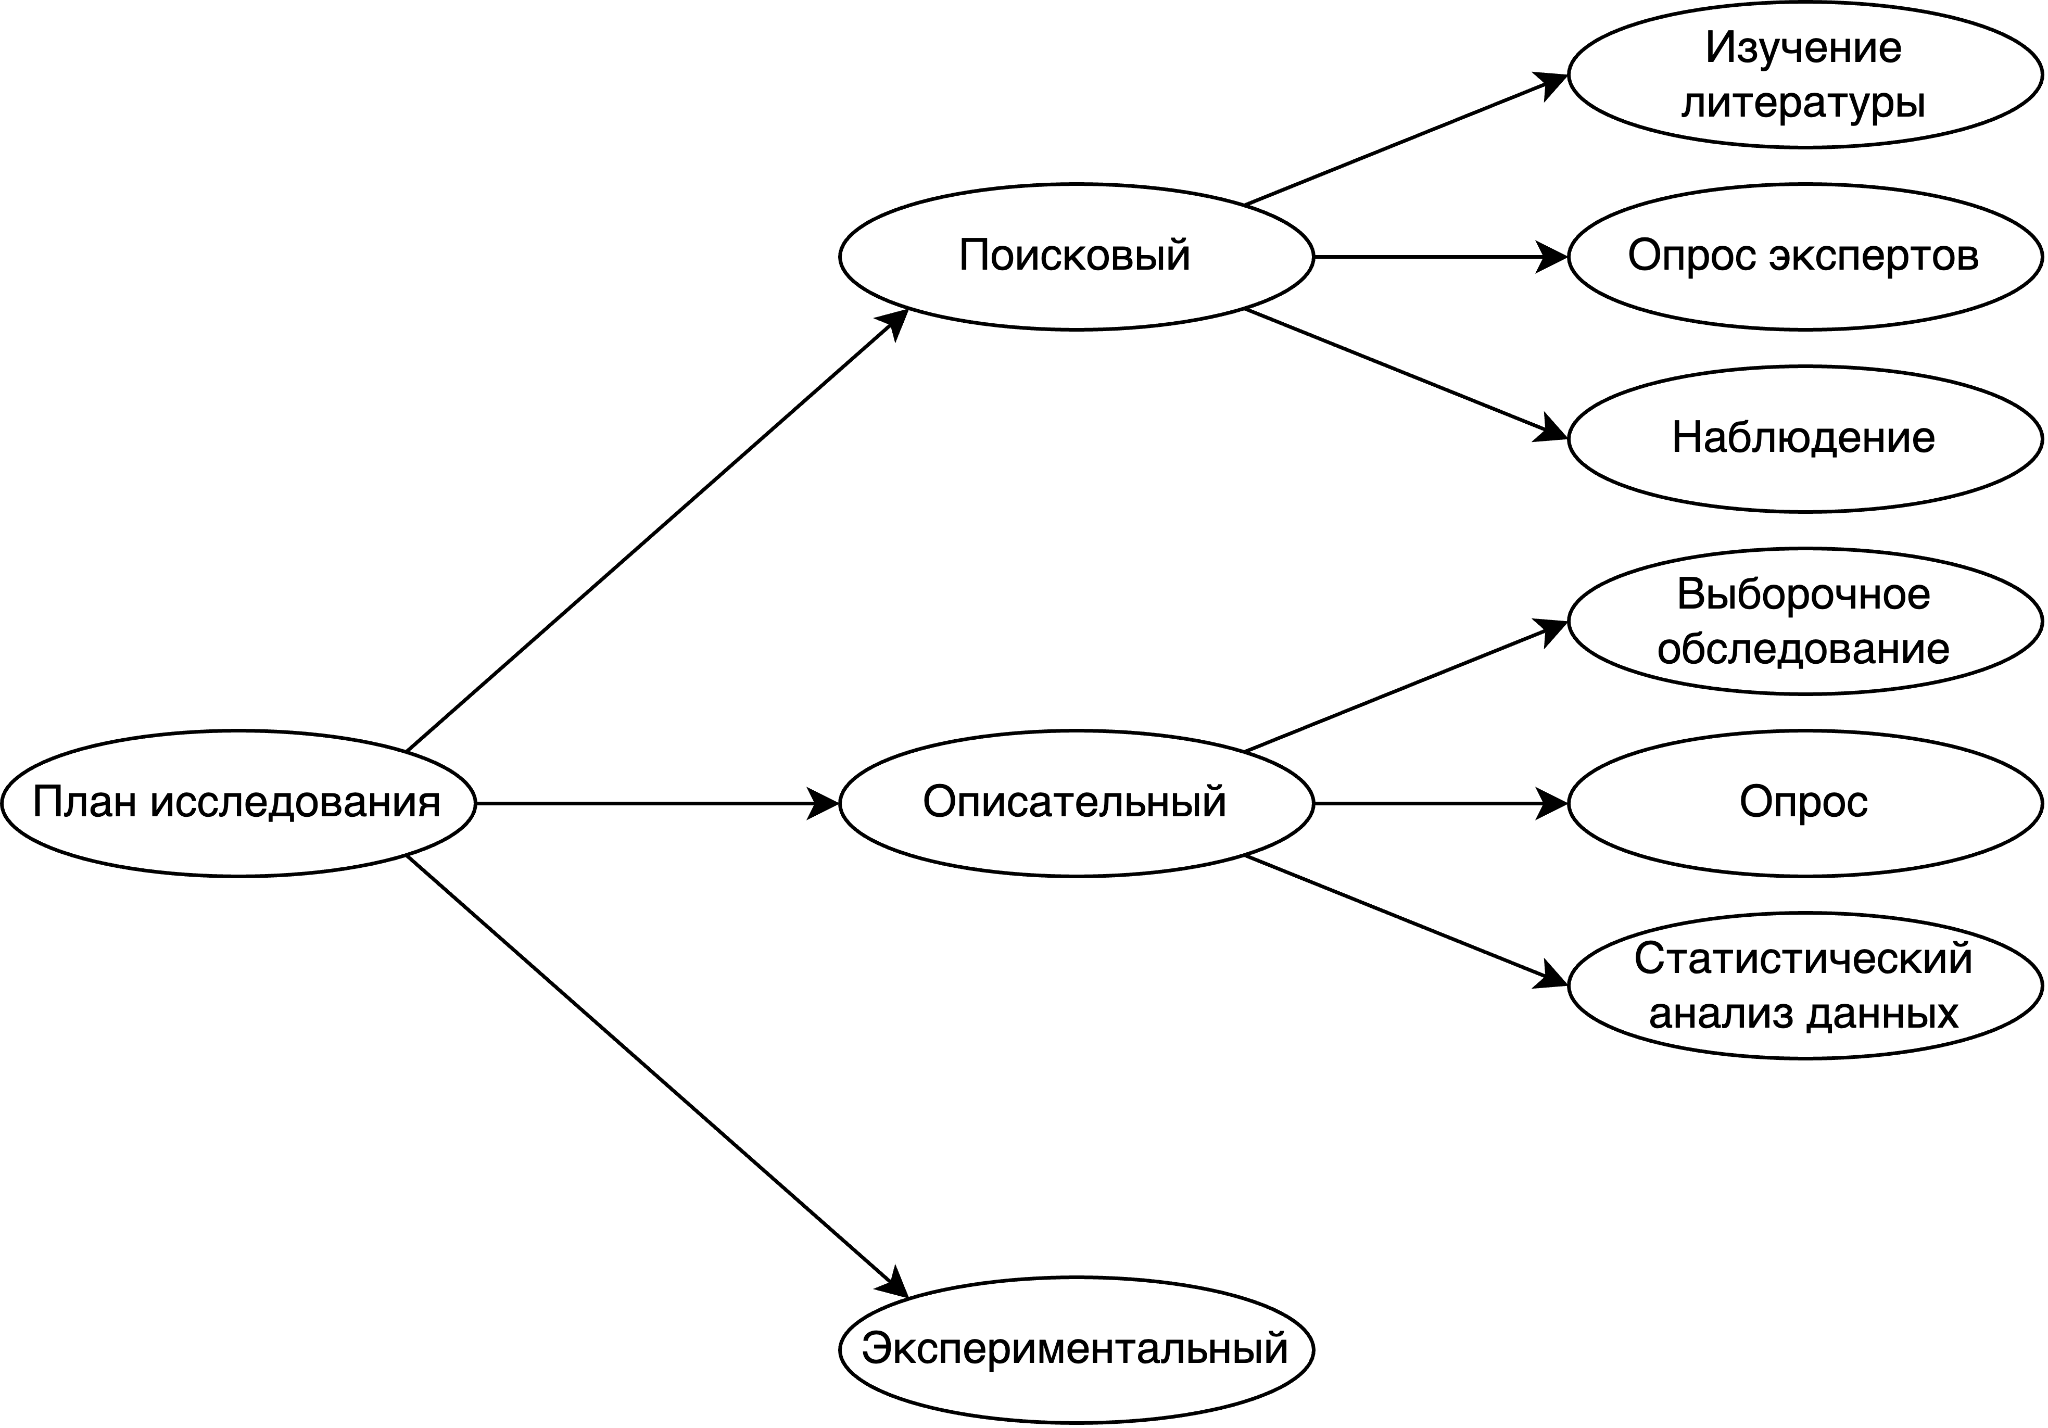 Изучение
литературы
Поисковый
Опрос экспертов
Наблюдение
Выборочное
обследование
План исследования
Описательный
Опрос
Статистический
анализ данных
Экспериментальный